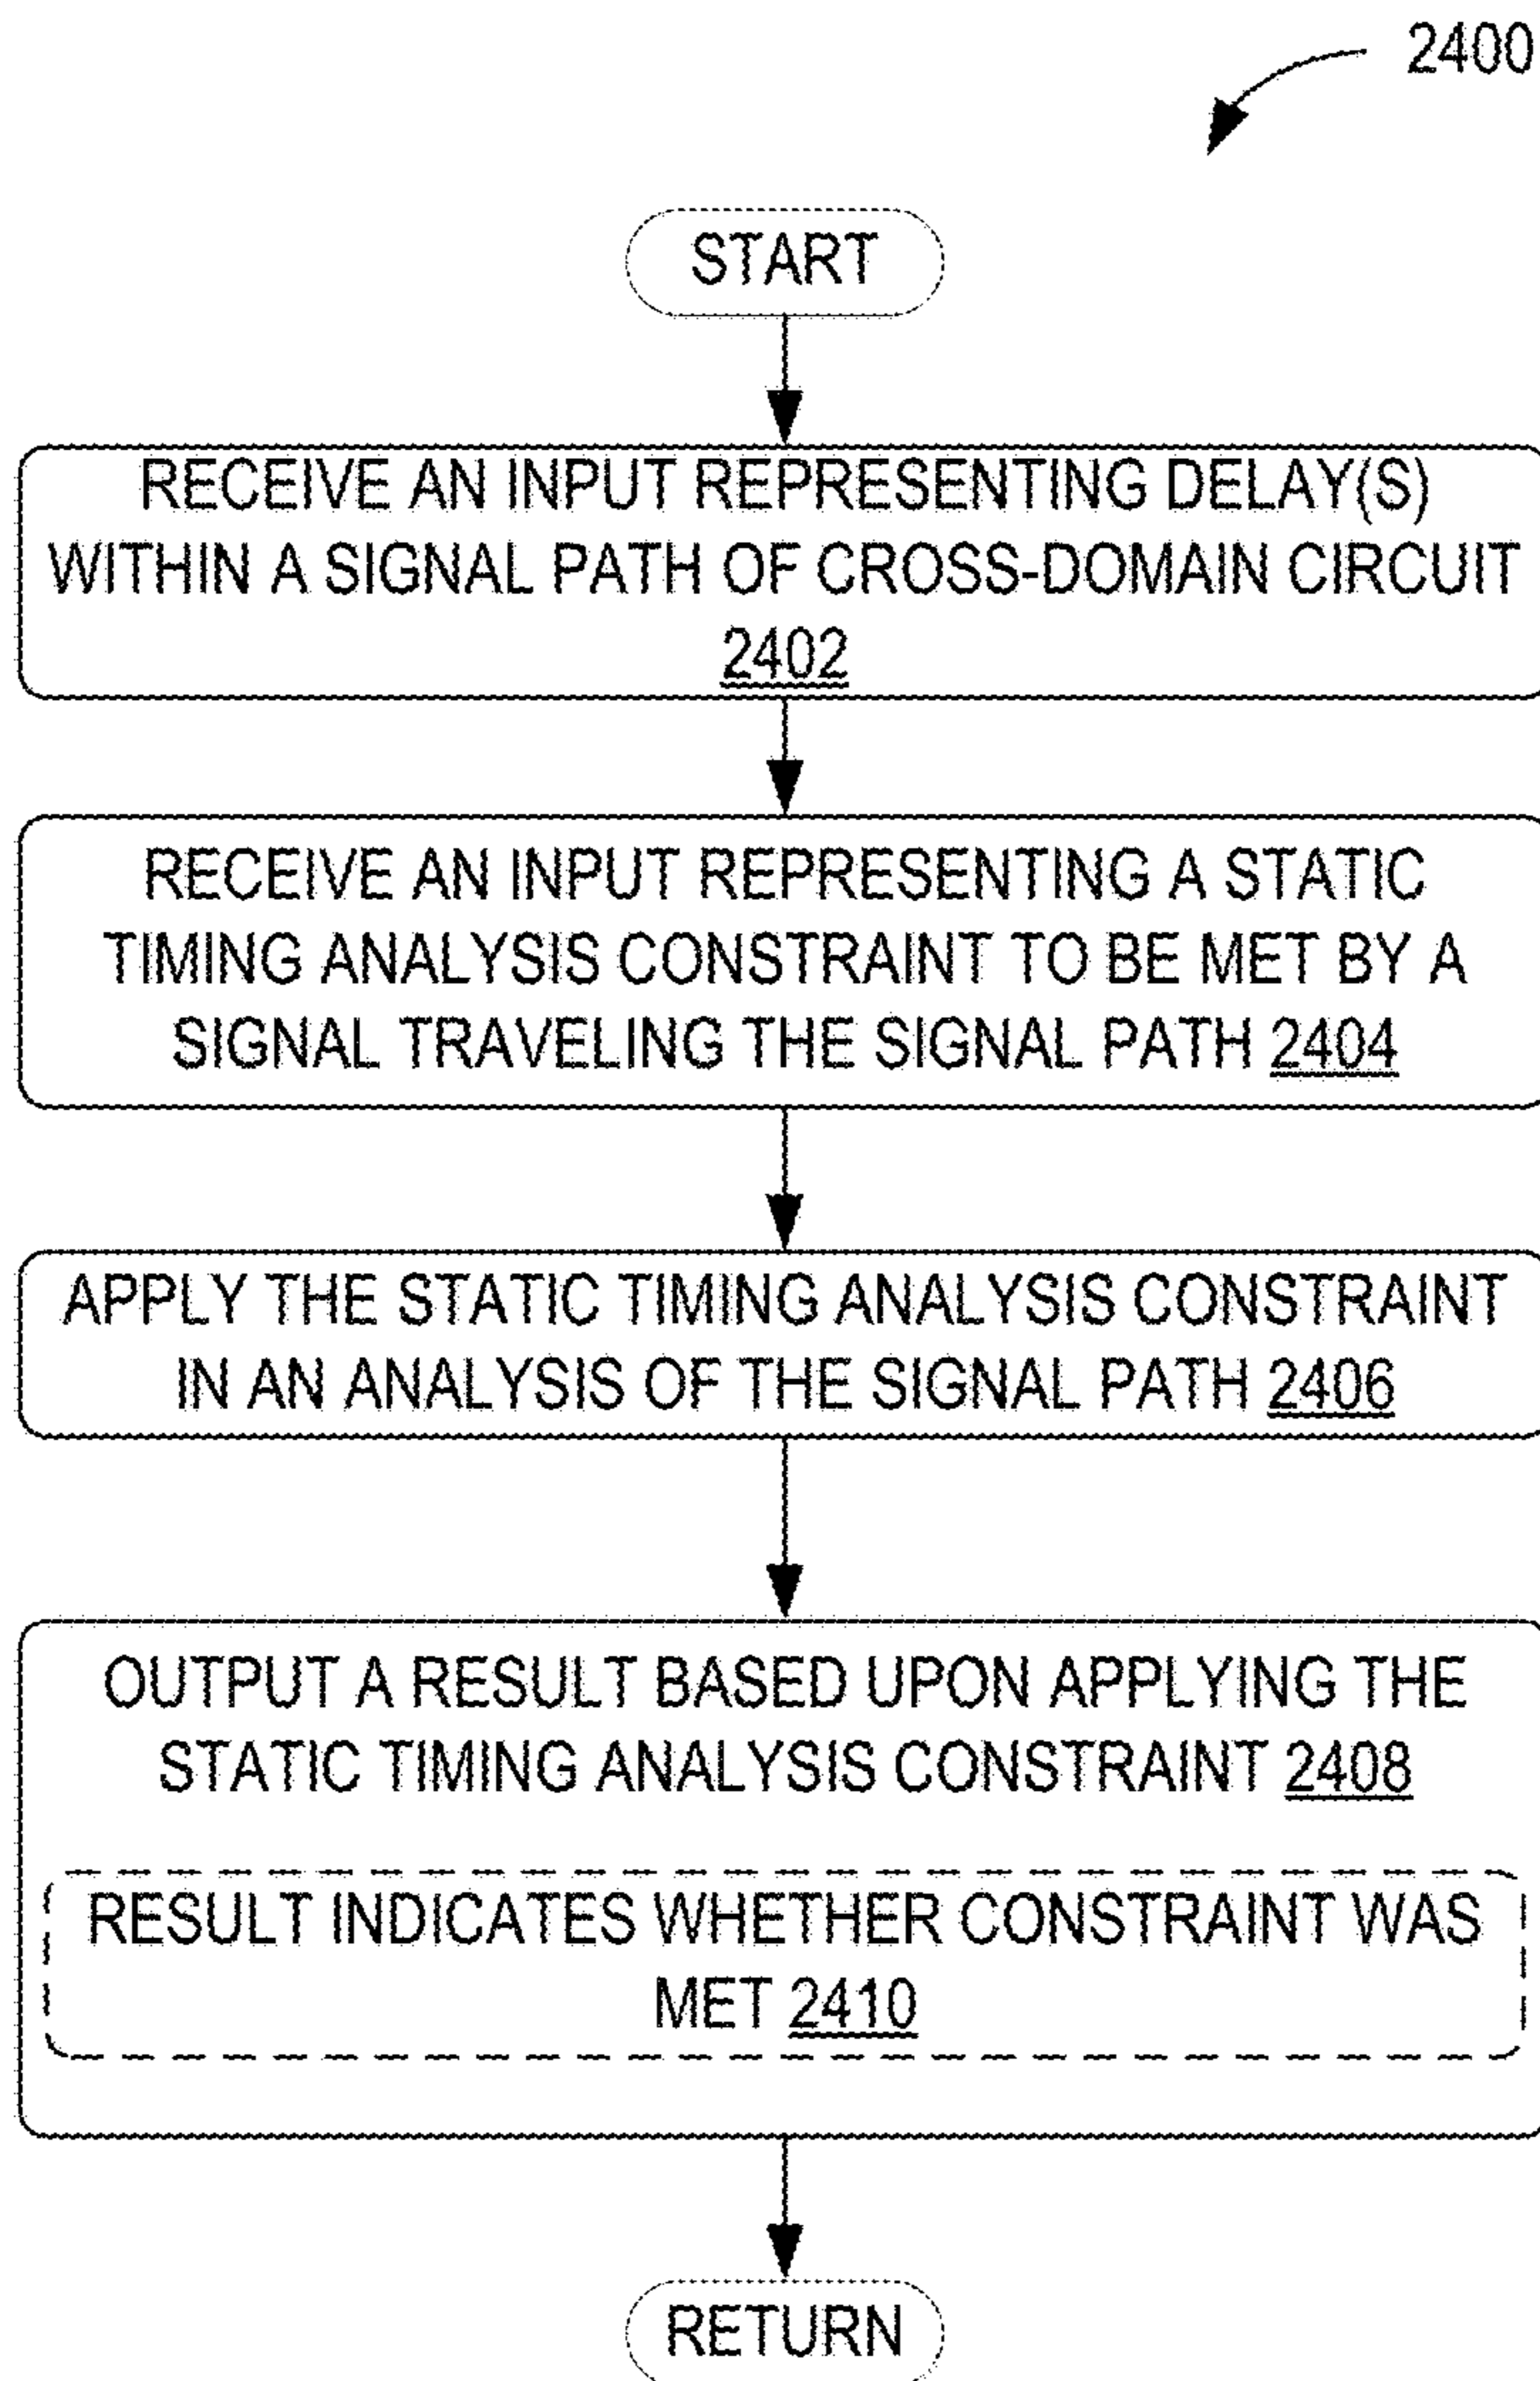 2400
START
RECEIVE AN INPUT REPRESENTING DELAY(S)
WITHIN A SIGNAL PATH OF CROSS-DOMAIN CIRCUIT
2402
RECEIVE AN INPUT REPRESENTING A STATIC
TIMING ANALYSIS CONSTRAINT TO BE MET BY A
SIGNAL TRAVELING THE SIGNAL PATH 2404
APPLY THE STATIC TIMING ANALYSIS CONSTRAINT
IN AN ANALYSIS OF THE SIGNAL PATH 2406
OUTPUT A RESULT BASED UPON APPLYING THE
STATIC TIMING ANALYSIS CONSTRAINT 2408
RESULT INDICATES WHETHER CONSTRAINT WAS
MET 2410
RETURN